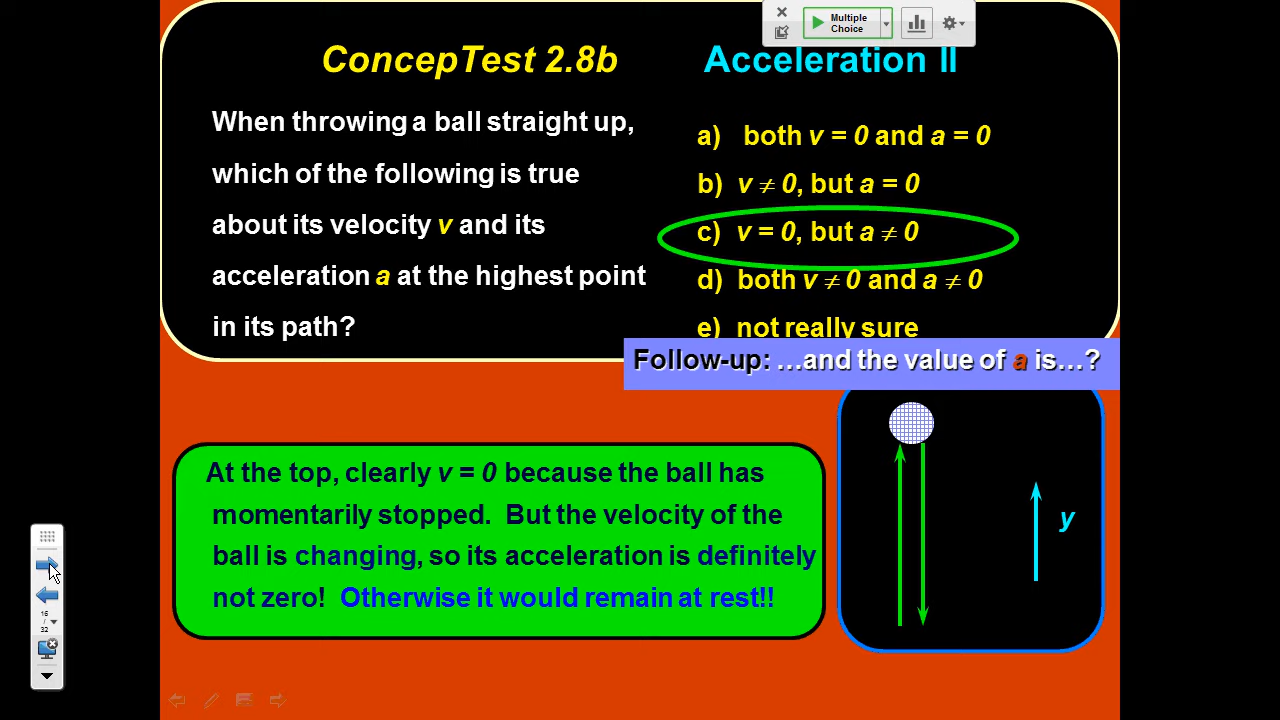 Multiple
Choice
ConcepTest 2.8b
Acceleration II
When throwing a ball straight up,
which of the following is true
about its velocity v and its
acceleration a at the highest point
in its path?
a) both v = 0 and a = 0
b) v ≠ 0, but a = 0
c) v = 0, but a ≠ 0
d) both v ≠ 0 and a ≠ 0
e) not really sure
Follow-up: …and the value of a is…?
At the top, clearly v = 0 because the ball has
momentarily stopped. But the velocity of the
ball is changing, so its acceleration is definitely
not zero! Otherwise it would remain at rest!!
y
16
/
32